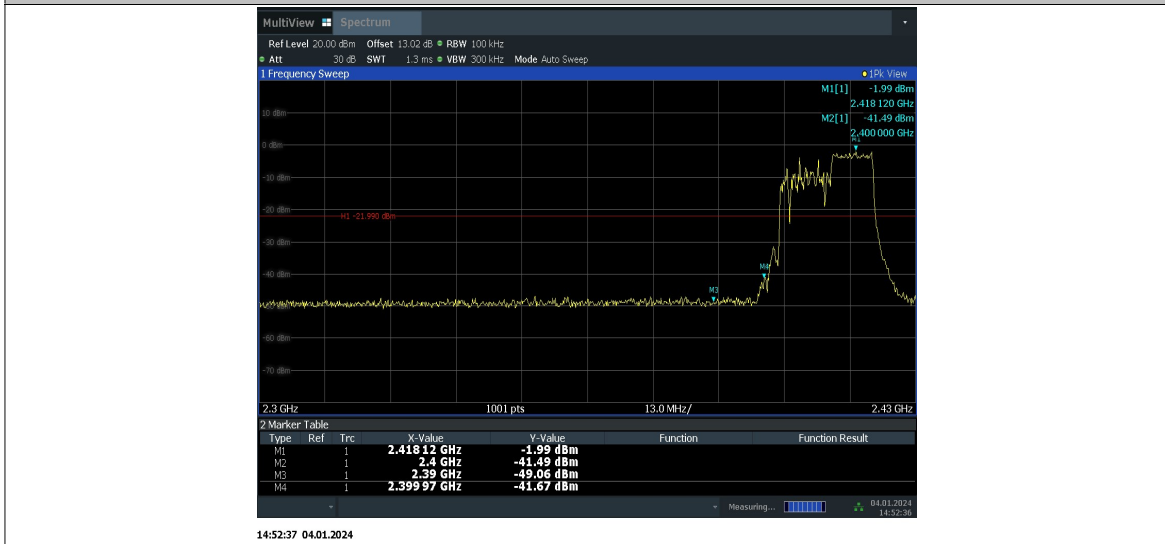 MultiView Spectrum
Ref Level 20.00 dBm Offset 13.02 dB RBW 100 kHz
Att 30 dB SWT 1.3 ms VBW 300 kHz Mode Auto Sweep
1 Frequency Sweep 1Pk View
M1[1] -1.99 dBm
2.418 120 GHz
10 dBm
M2[1] -41.49 dBm
2.400 000 GHz
M1
0 dBm
-10 dBm
-20 dBm
H1 -21.990 dBm
-30 dBm
M4
-40 dBm
M3
-60 dBm
-70 dBm
2.3 GHz 1001 pts 13.0 MHz/ 2.43 GHz
2 Marker Table
Type Ref Trc X-Value Y-Value Function Function Result
M1 1 2.418 12 GHz -1.99 dBm
M2 1 2.4 GHz -41.49 dBm
M3 1 2.39 GHz -49.06 dBm
M4 1 2.399 97 GHz -41.67 dBm
Measuring... 04.01.2024
14:52:36
14:52:37 04.01.2024